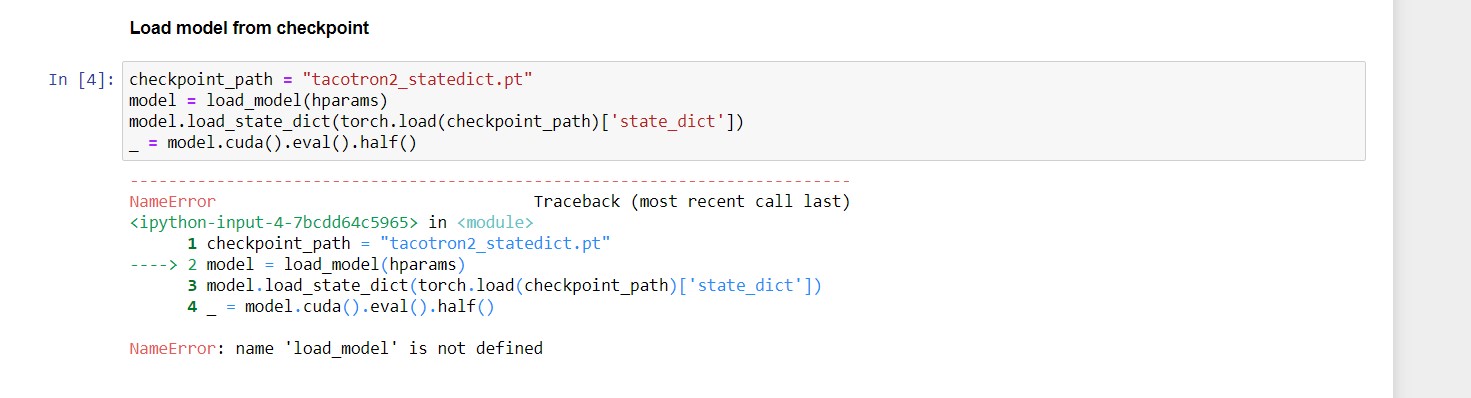 Load model from checkpoint
In [4]: checkpoint_path = "tacotron2_statedict.pt"
model = load_model(hparams)
model.load_state_dict(torch.load(checkpoint_path)['state_dict'])
_ = model.cuda().eval().half()
---------------------------------------------------------------------------
NameError                                 Traceback (most recent call last)
<ipython-input-4-7bcdd64c5965> in <module>
      1 checkpoint_path = "tacotron2_statedict.pt"
----> 2 model = load_model(hparams)
      3 model.load_state_dict(torch.load(checkpoint_path)['state_dict'])
      4 _ = model.cuda().eval().half()
NameError: name 'load_model' is not defined